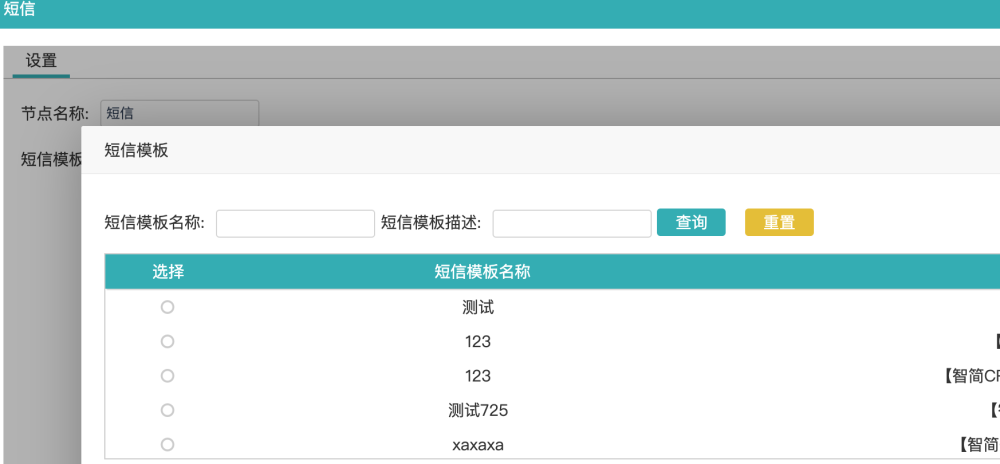 短信
设置
节点名称: 短信
短信模板
短信模板
短信模板名称: 短信模板描述: 查询 重置
选择 短信模板名称
测试
123 【
123 【智简CR
测试725 【
xaxaxa 【智简